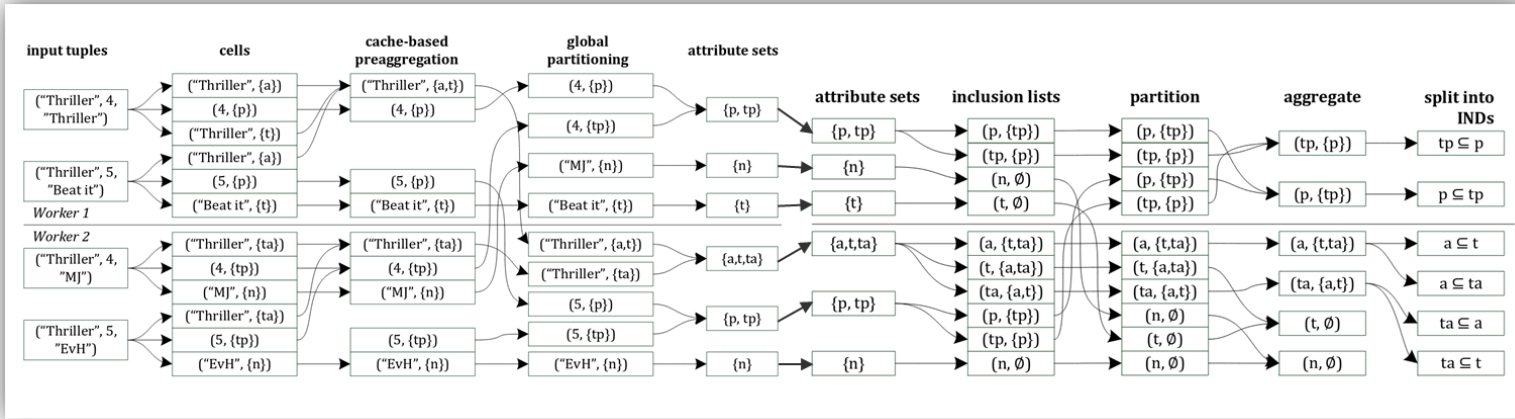 input tuples
("Thriller", 4,
"Thriller")
("Thriller", 5,
"Beat it")
Worker 1
Worker 2
("Thriller", 4,
"MJ")
("Thriller", 5,
"EvH")
cells
("Thriller", {a})
(4, {p})
("Thriller", {t})
("Thriller", {a})
(5, {p})
("Beat it", {t})
("Thriller", {ta})
(4, {tp})
("MJ", {n})
("Thriller", {ta})
(5, {tp})
("EvH", {n})
cache-based
preaggregation
("Thriller", {a,t})
(4, {p})
(5, {p})
("Beat it", {t})
("Thriller", {ta})
(4, {tp})
("MJ", {n})
(5, {tp})
("EvH", {n})
global
partitioning
(4, {p})
(4, {tp})
("MJ", {n})
("Beat it", {t})
("Thriller", {a,t})
("Thriller", {ta})
(5, {p})
(5, {tp})
("EvH", {n})
attribute sets
{p, tp}
{n}
{t}
{a,t,ta}
{p, tp}
{n}
attribute sets
{p, tp}
{n}
{t}
{a,t,ta}
{p, tp}
{n}
inclusion lists
(p, {tp})
(tp, {p})
(n, ∅)
(t, ∅)
(a, {t,ta})
(t, {a,ta})
(ta, {a,t})
(p, {tp})
(tp, {p})
(n, ∅)
partition
(p, {tp})
(tp, {p})
(p, {tp})
(tp, {p})
(a, {t,ta})
(t, {a,ta})
(ta, {a,t})
(n, ∅)
(t, ∅)
(n, ∅)
aggregate
(tp, {p})
(p, {tp})
(a, {t,ta})
(ta, {a,t})
(t, ∅)
(n, ∅)
split into
INDs
tp ⊆ p
p ⊆ tp
a ⊆ t
a ⊆ ta
ta ⊆ a
ta ⊆ t